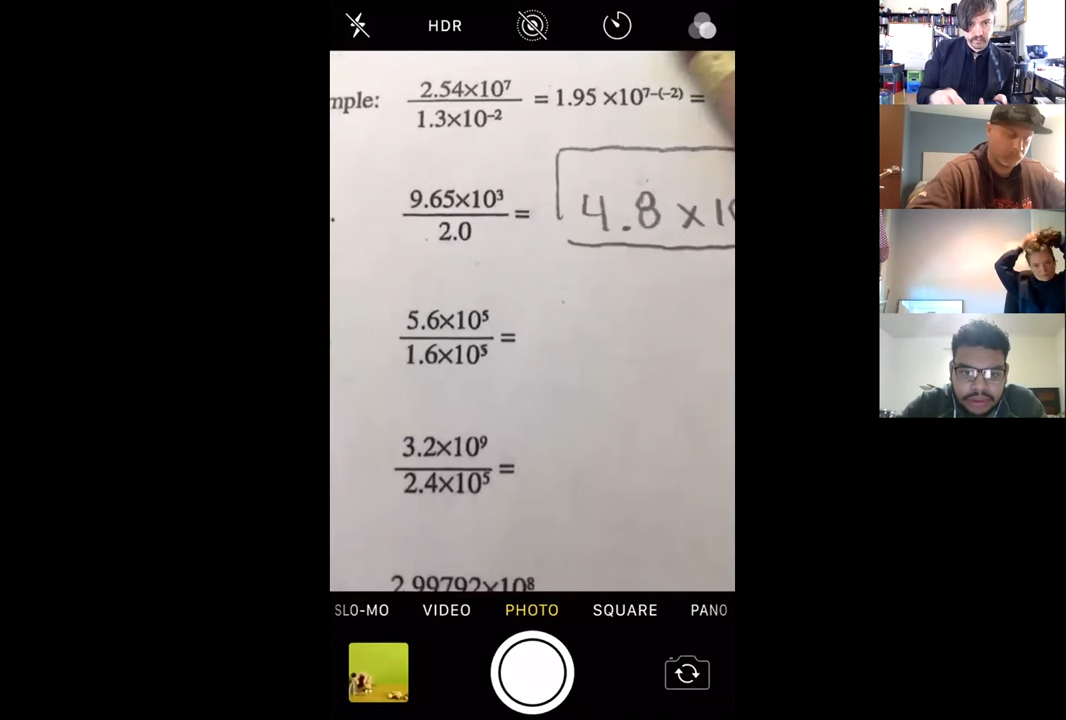 HDR
mple: 2.54×10⁷ / 1.3×10⁻² = 1.95 ×10⁷⁻⁽⁻²⁾ =
9.65×10³ / 2.0 = 4.8 × 10
5.6×10⁵ / 1.6×10⁵ =
3.2×10⁹ / 2.4×10⁵ =
2.99792×10⁸
SLO-MO VIDEO PHOTO SQUARE PANO